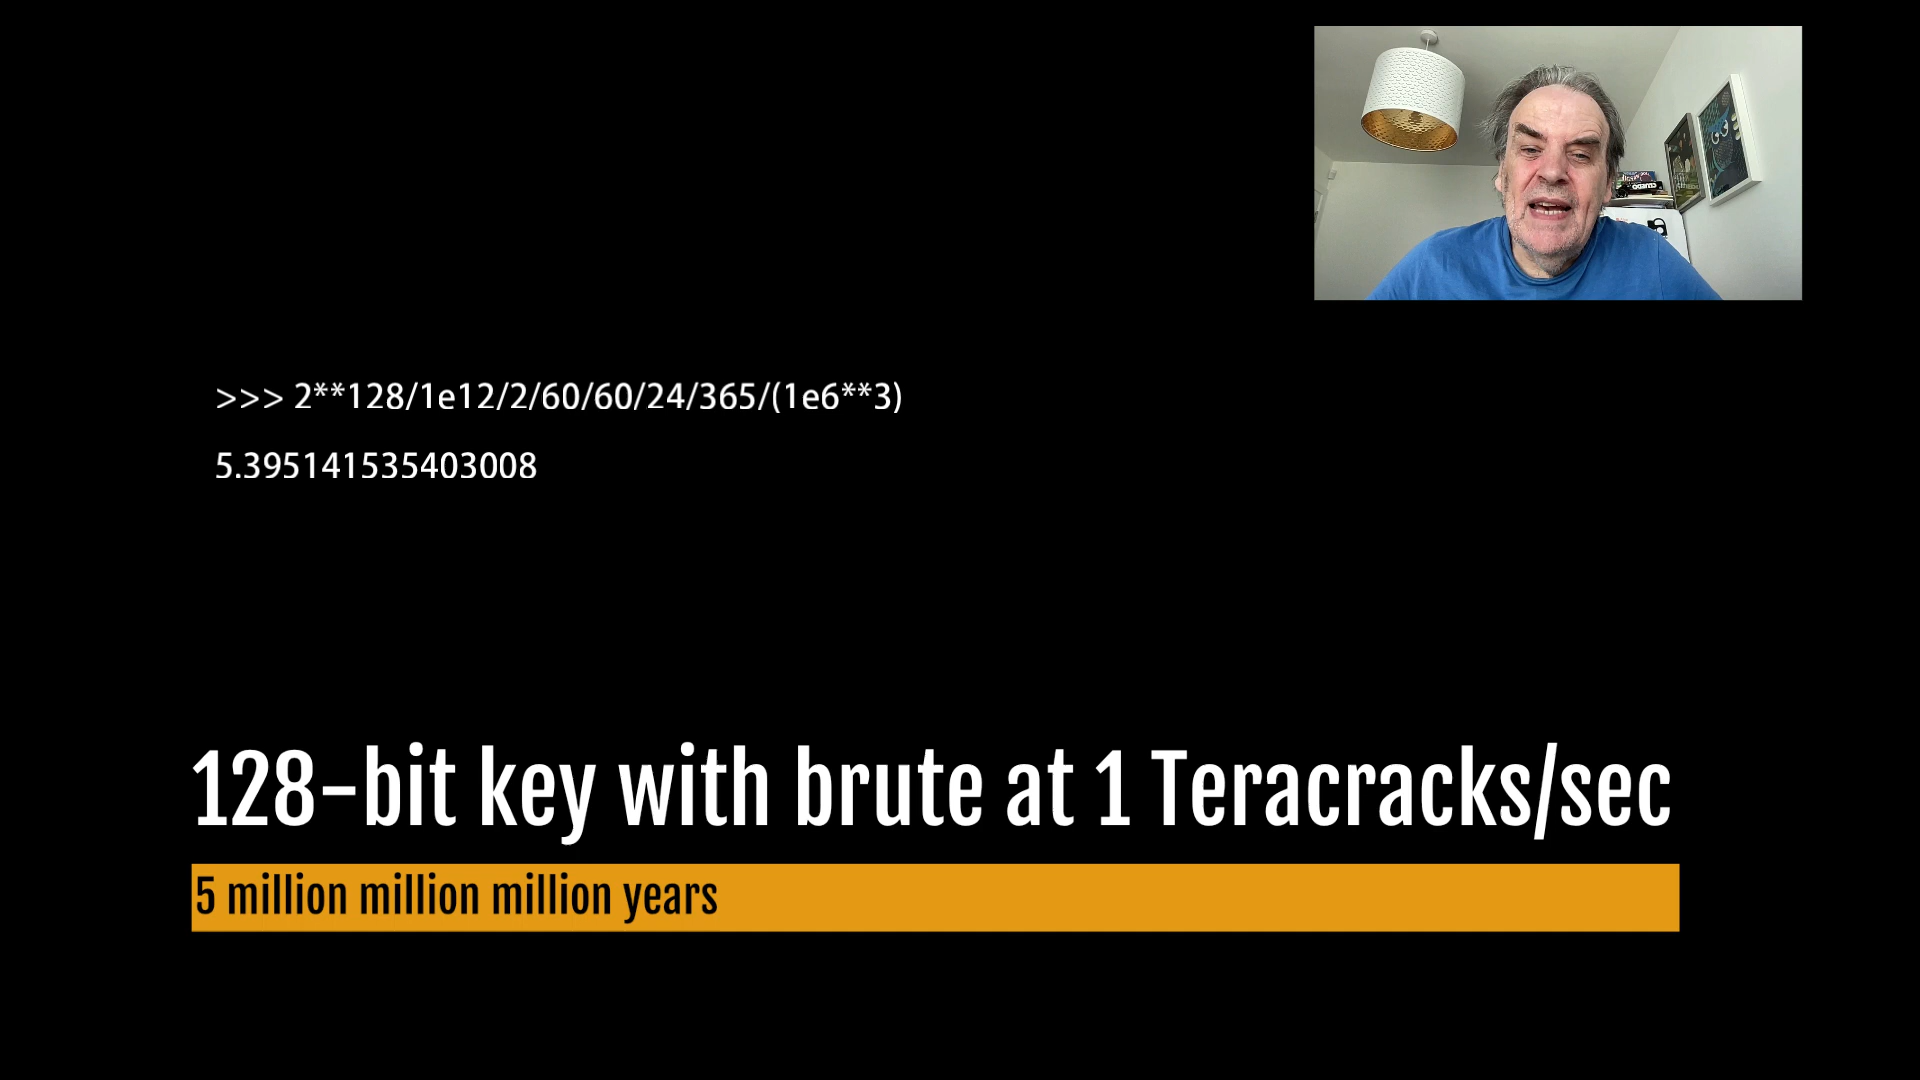 >>> 2**128/1e12/2/60/60/24/365/(1e6**3)
5.395141535403008
128-bit key with brute at 1 Teracracks/sec
5 million million million years